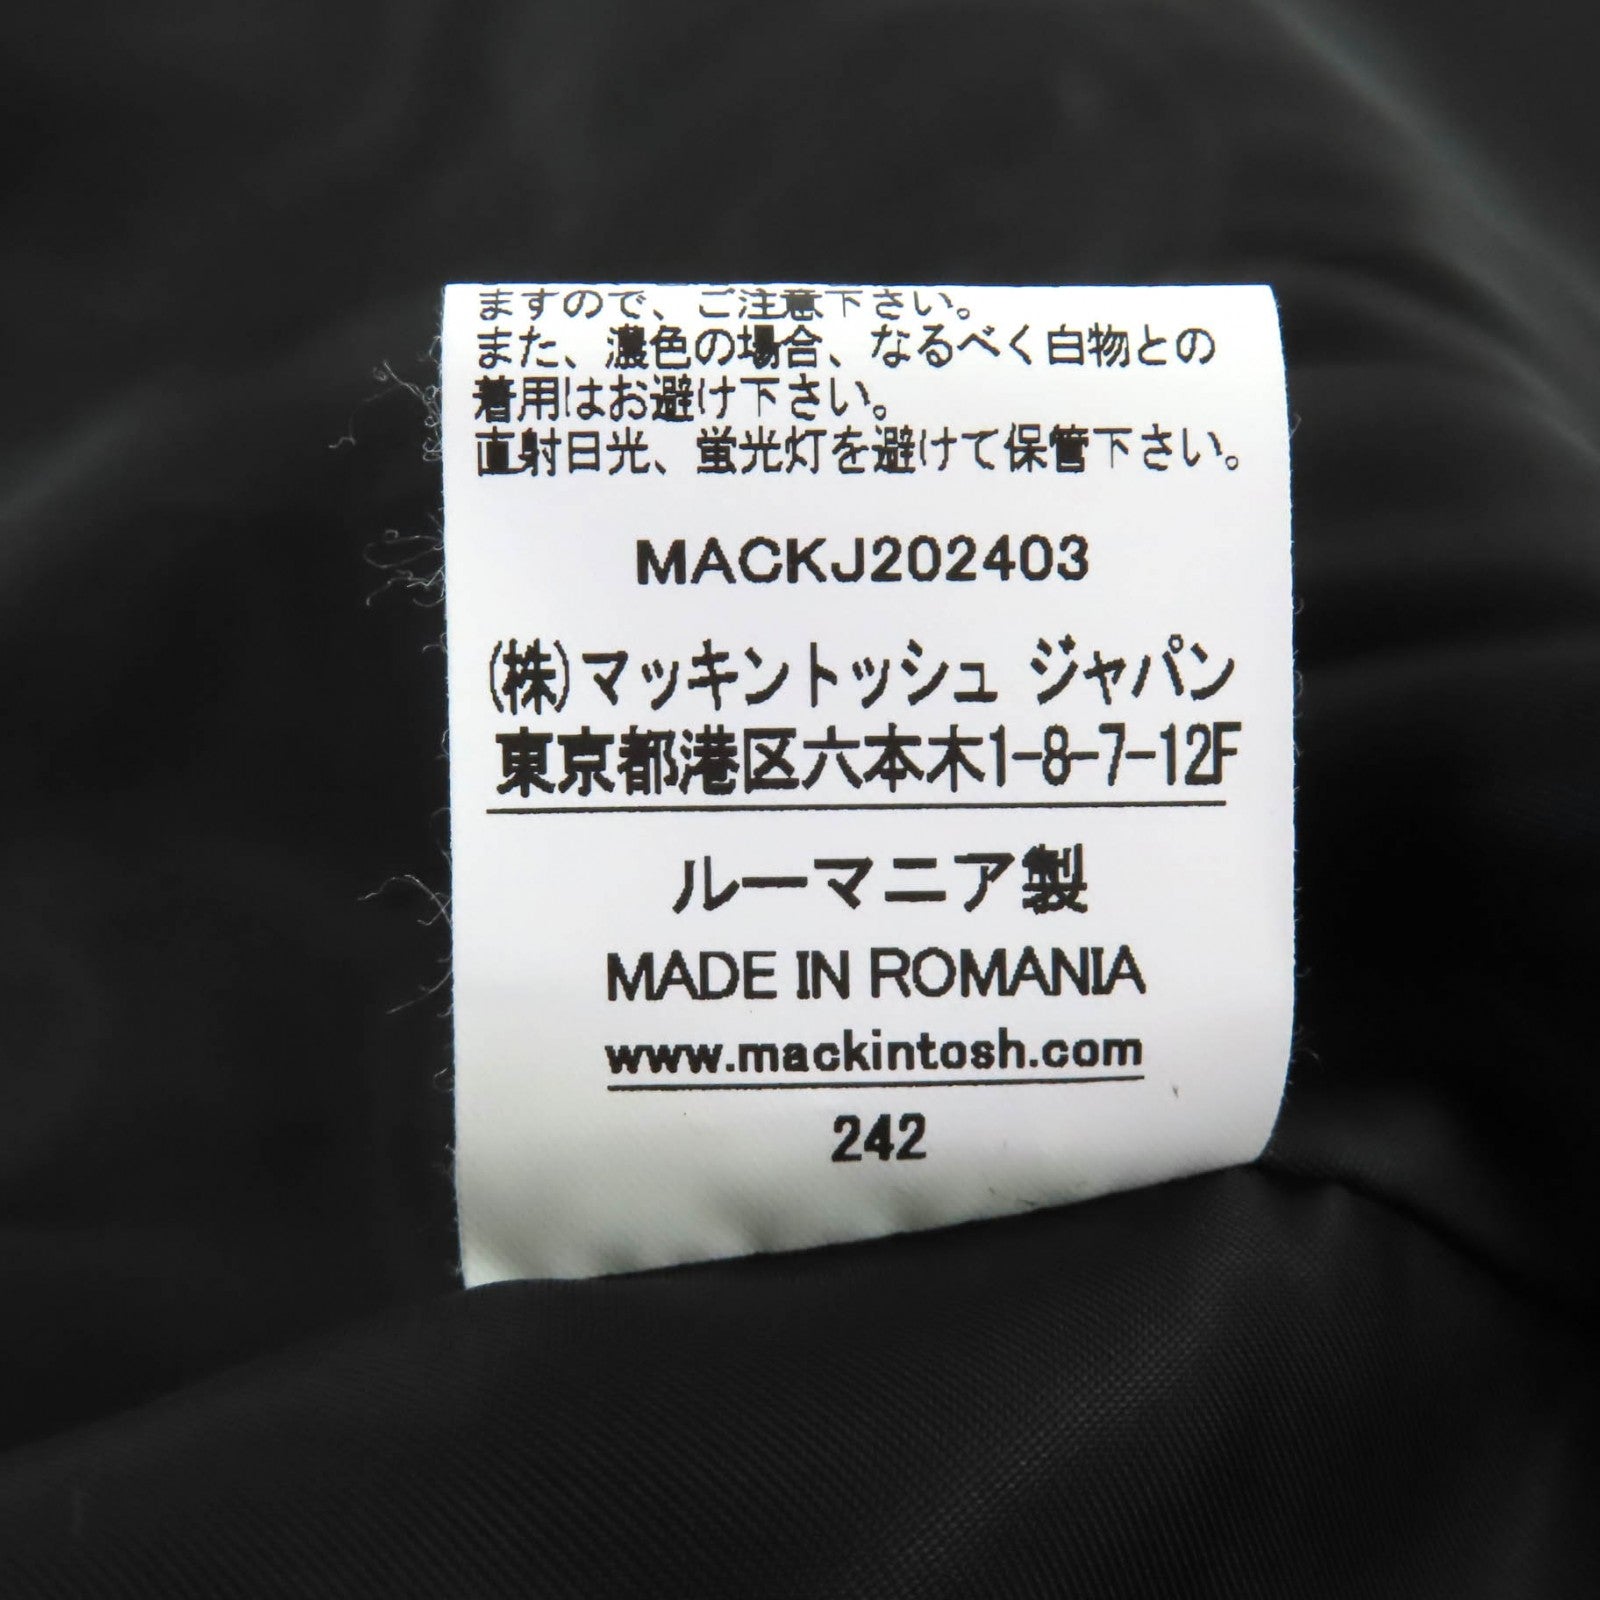 ますので、ご注意下さい。
また、濃色の場合、なるべく白物との
着用はお避け下さい。
直射日光、蛍光灯を避けて保管下さい。
MACKJ202403
(株)マッキントッシュ ジャパン
東京都港区六本木1-8-7-12F
ルーマニア製
MADE IN ROMANIA
www.mackintosh.com
242